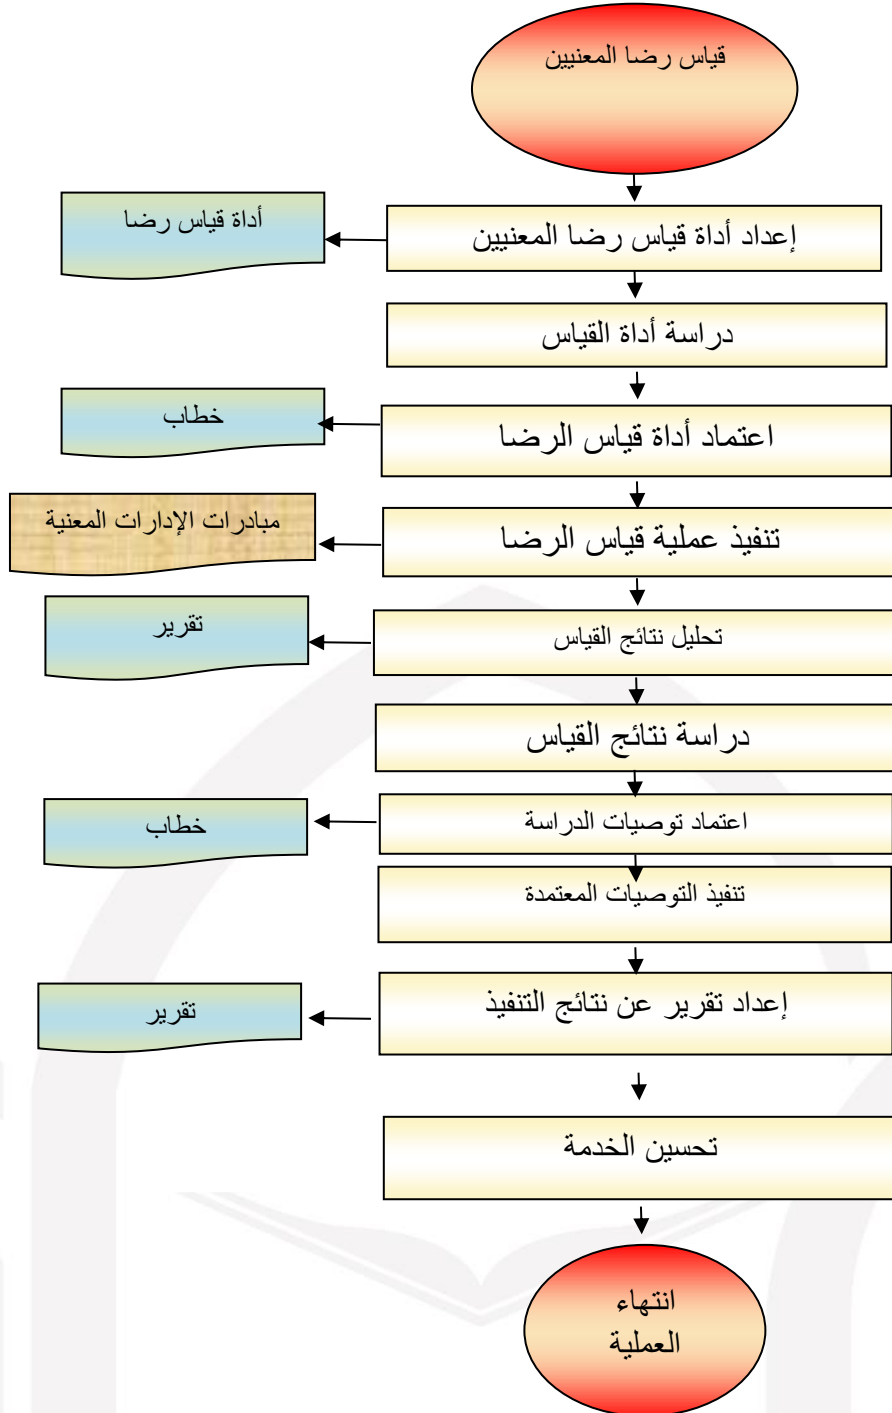 قياس رضا المعنيين
إعداد أداة قياس رضا المعنيين
أداة قياس رضا
دراسة أداة القياس
اعتماد أداة قياس الرضا
خطاب
تنفيذ عملية قياس الرضا
مبادرات الإدارات المعنية
تحليل نتائج القياس
تقرير
دراسة نتائج القياس
اعتماد توصيات الدراسة
خطاب
تنفيذ التوصيات المعتمدة
إعداد تقرير عن نتائج التنفيذ
تقرير
تحسين الخدمة
انتهاء
العملية